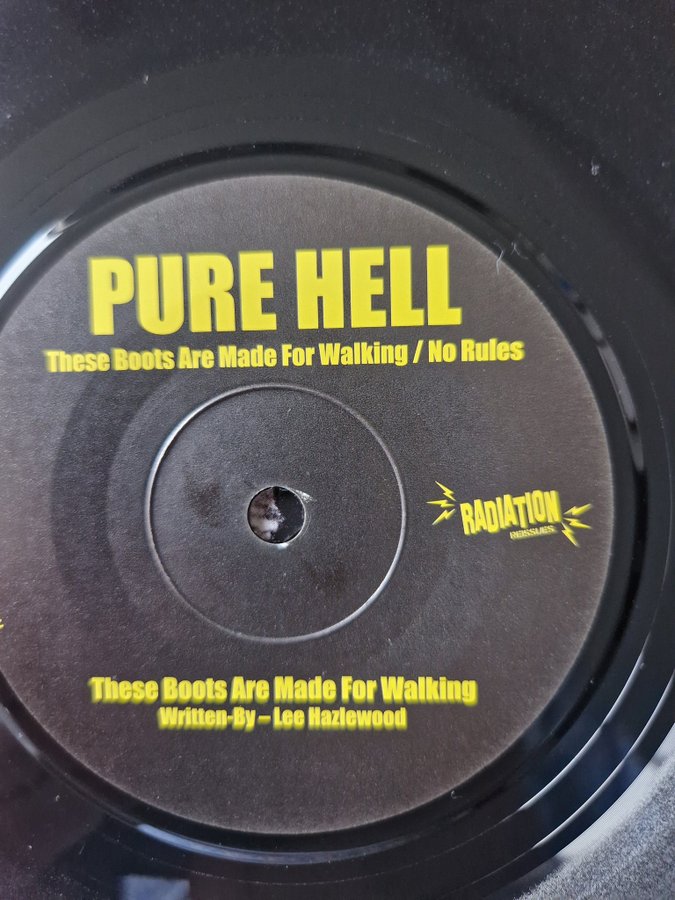 PURE HELL
These Boots Are Made For Walking / No Rules
RADIATION
REISSUES
These Boots Are Made For Walking
Written-By – Lee Hazlewood